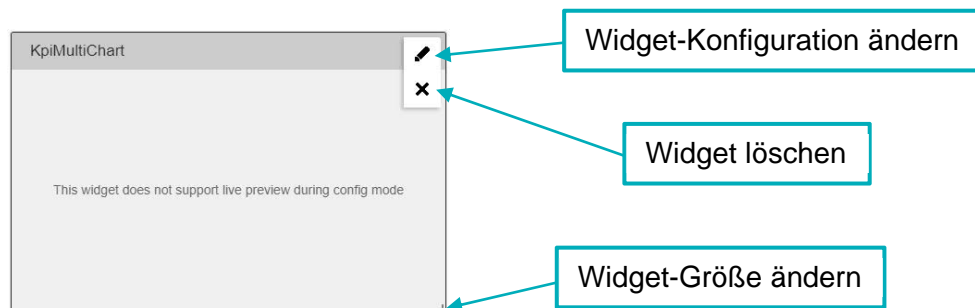 KpiMultiChart
Widget-Konfiguration ändern
Widget löschen
This widget does not support live preview during config mode
Widget-Größe ändern